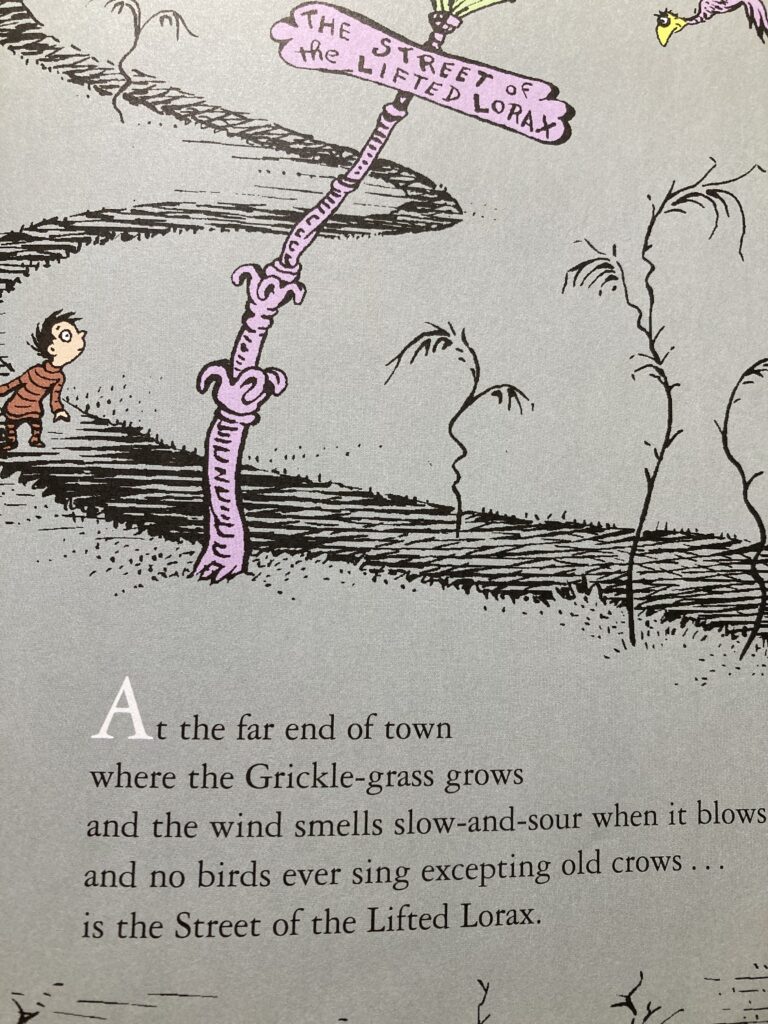 THE STREET of
the LIFTED LORAX
At the far end of town
where the Grickle-grass grows
and the wind smells slow-and-sour when it blows
and no birds ever sing excepting old crows ...
is the Street of the Lifted Lorax.